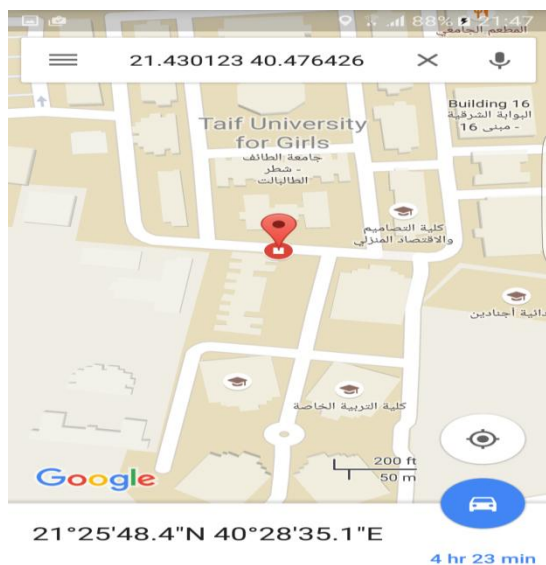 88% 21:47
المطعم الجامعي
21.430123 40.476426
Building 16
البوابة الشرقية
- مبنى 16
Taif University
for Girls
جامعة الطائف
- شطر
الطالبات
كلية التصاميم
والاقتصاد المنزلي
دائية أجنادين
كلية التربية الخاصة
200 ft
50 m
Google
21°25'48.4"N 40°28'35.1"E
4 hr 23 min